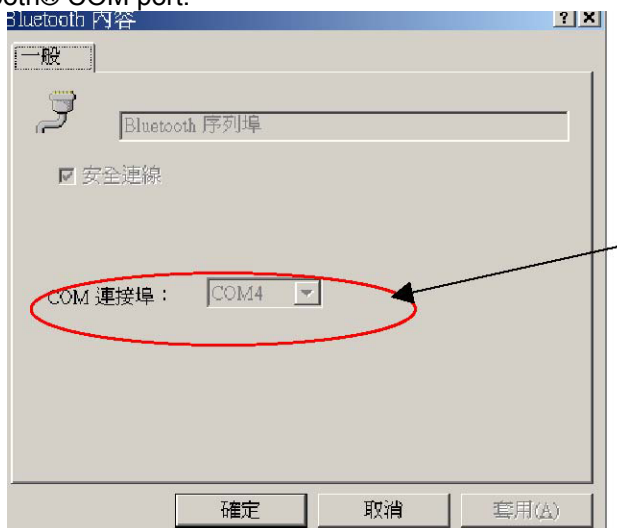 ooth® COM port.
Bluetooth 內容
一般
Bluetooth 序列埠
安全連線
COM 連接埠： COM4
確定 取消 套用(A)